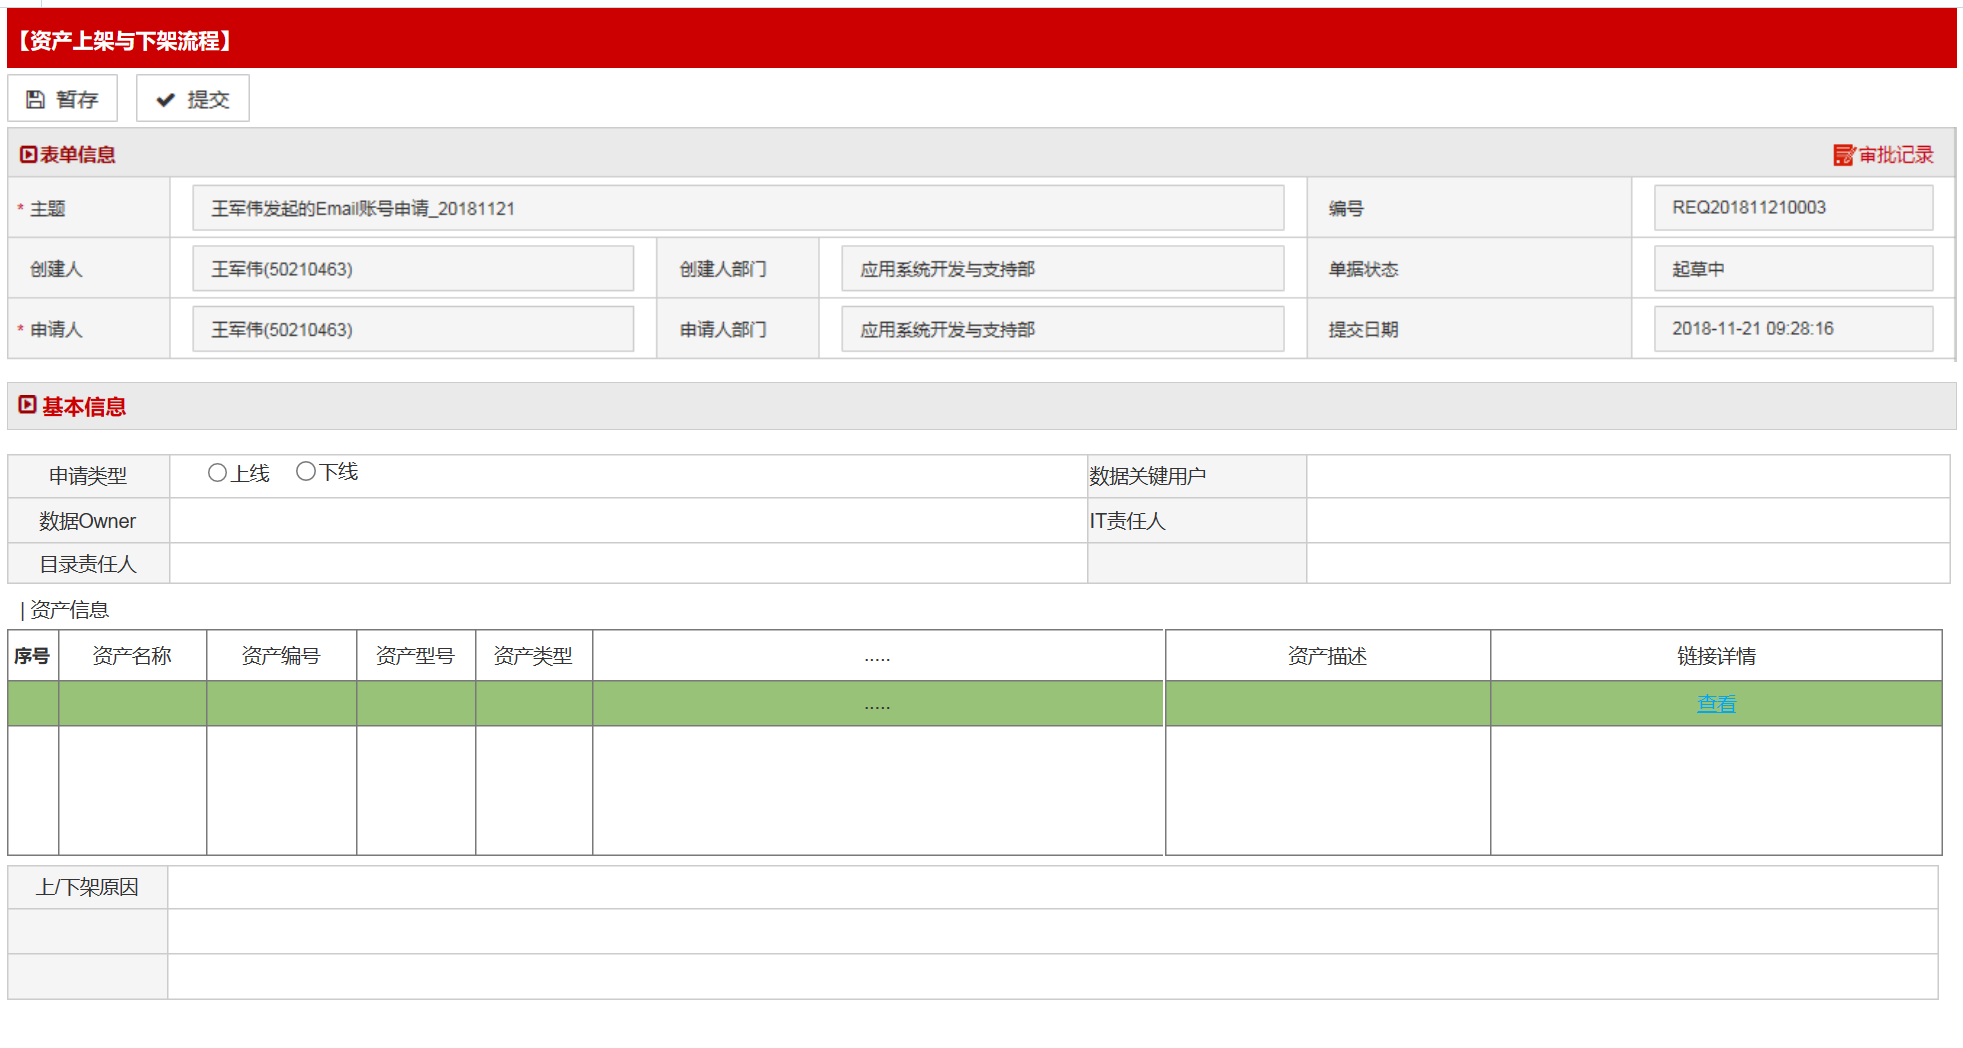 【资产上架与下架流程】
暂存 提交
表单信息 审批记录
* 主题 王军伟发起的Email账号申请_20181121 编号 REQ201811210003
创建人 王军伟(50210463) 创建人部门 应用系统开发与支持部 单据状态 起草中
* 申请人 王军伟(50210463) 申请人部门 应用系统开发与支持部 提交日期 2018-11-21 09:28:16
基本信息
申请类型 上线 下线 数据关键用户
数据Owner IT责任人
目录责任人
| 资产信息
序号 资产名称 资产编号 资产型号 资产类型 ..... 资产描述 链接详情
..... 查看
上/下架原因